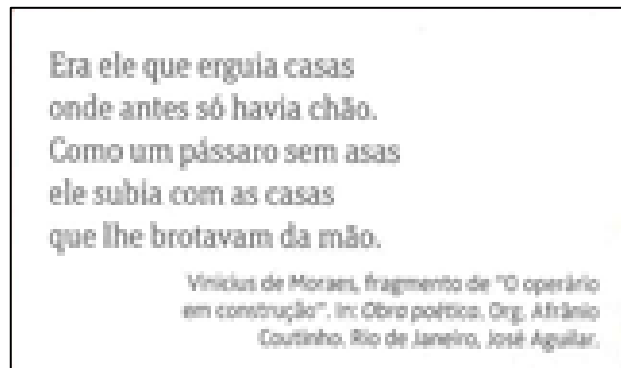 Era ele que erguia casas
onde antes só havia chão.
Como um pássaro sem asas
ele subia com as casas
que lhe brotavam da mão.
Vinicius de Moraes, fragmento de "O operário
em construção". In: Obra poética. Org. Afrânio
Coutinho. Rio de Janeiro, José Aguilar.